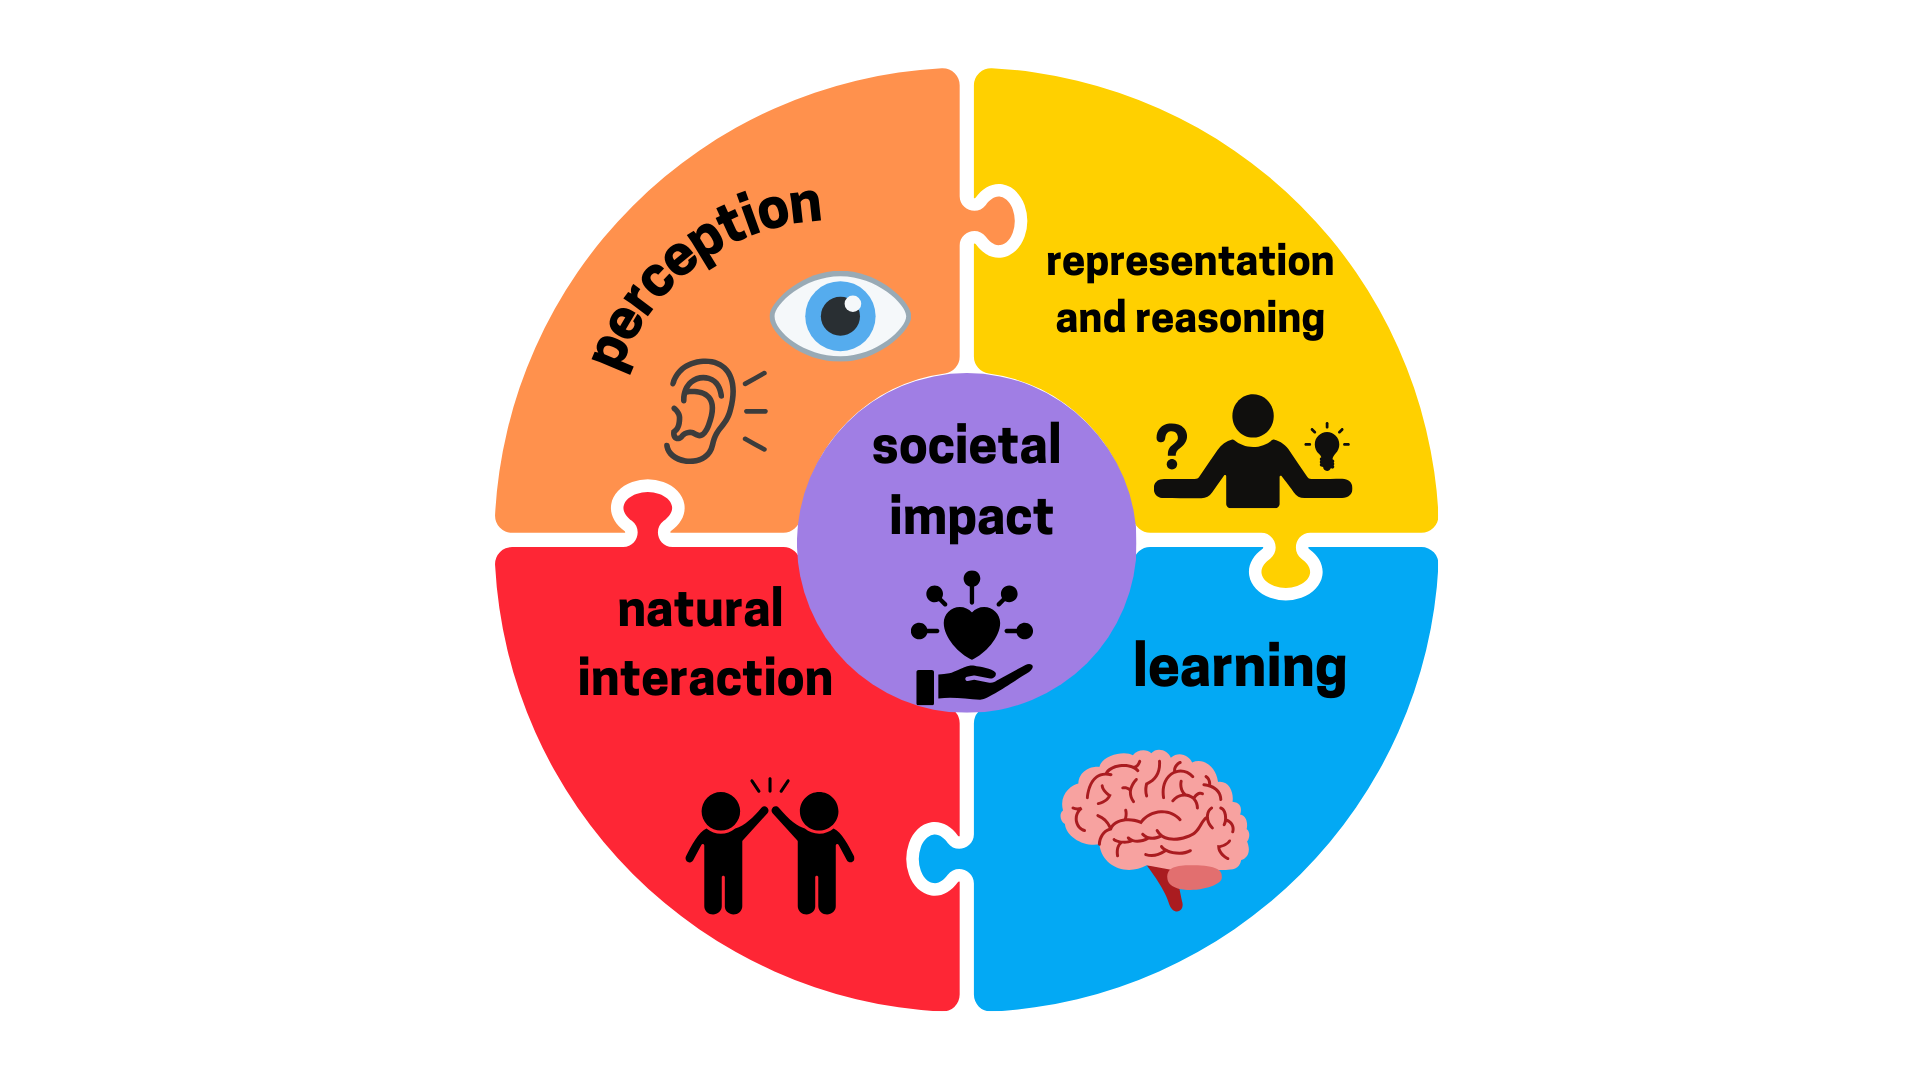 perception
representation
and reasoning
?
societal
impact
natural
interaction
learning